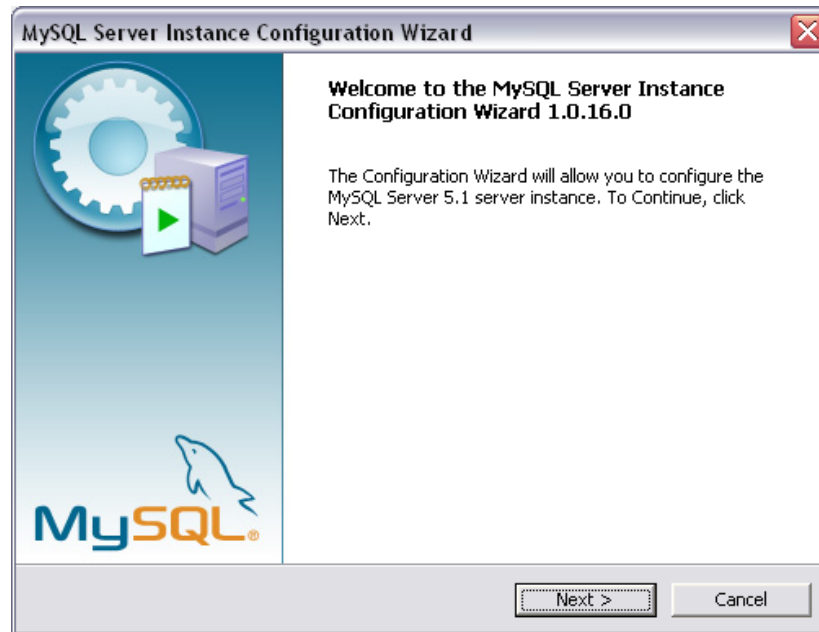 MySQL Server Instance Configuration Wizard
Welcome to the MySQL Server Instance
Configuration Wizard 1.0.16.0
The Configuration Wizard will allow you to configure the
MySQL Server 5.1 server instance. To Continue, click
Next.
MySQL®
Next >
Cancel